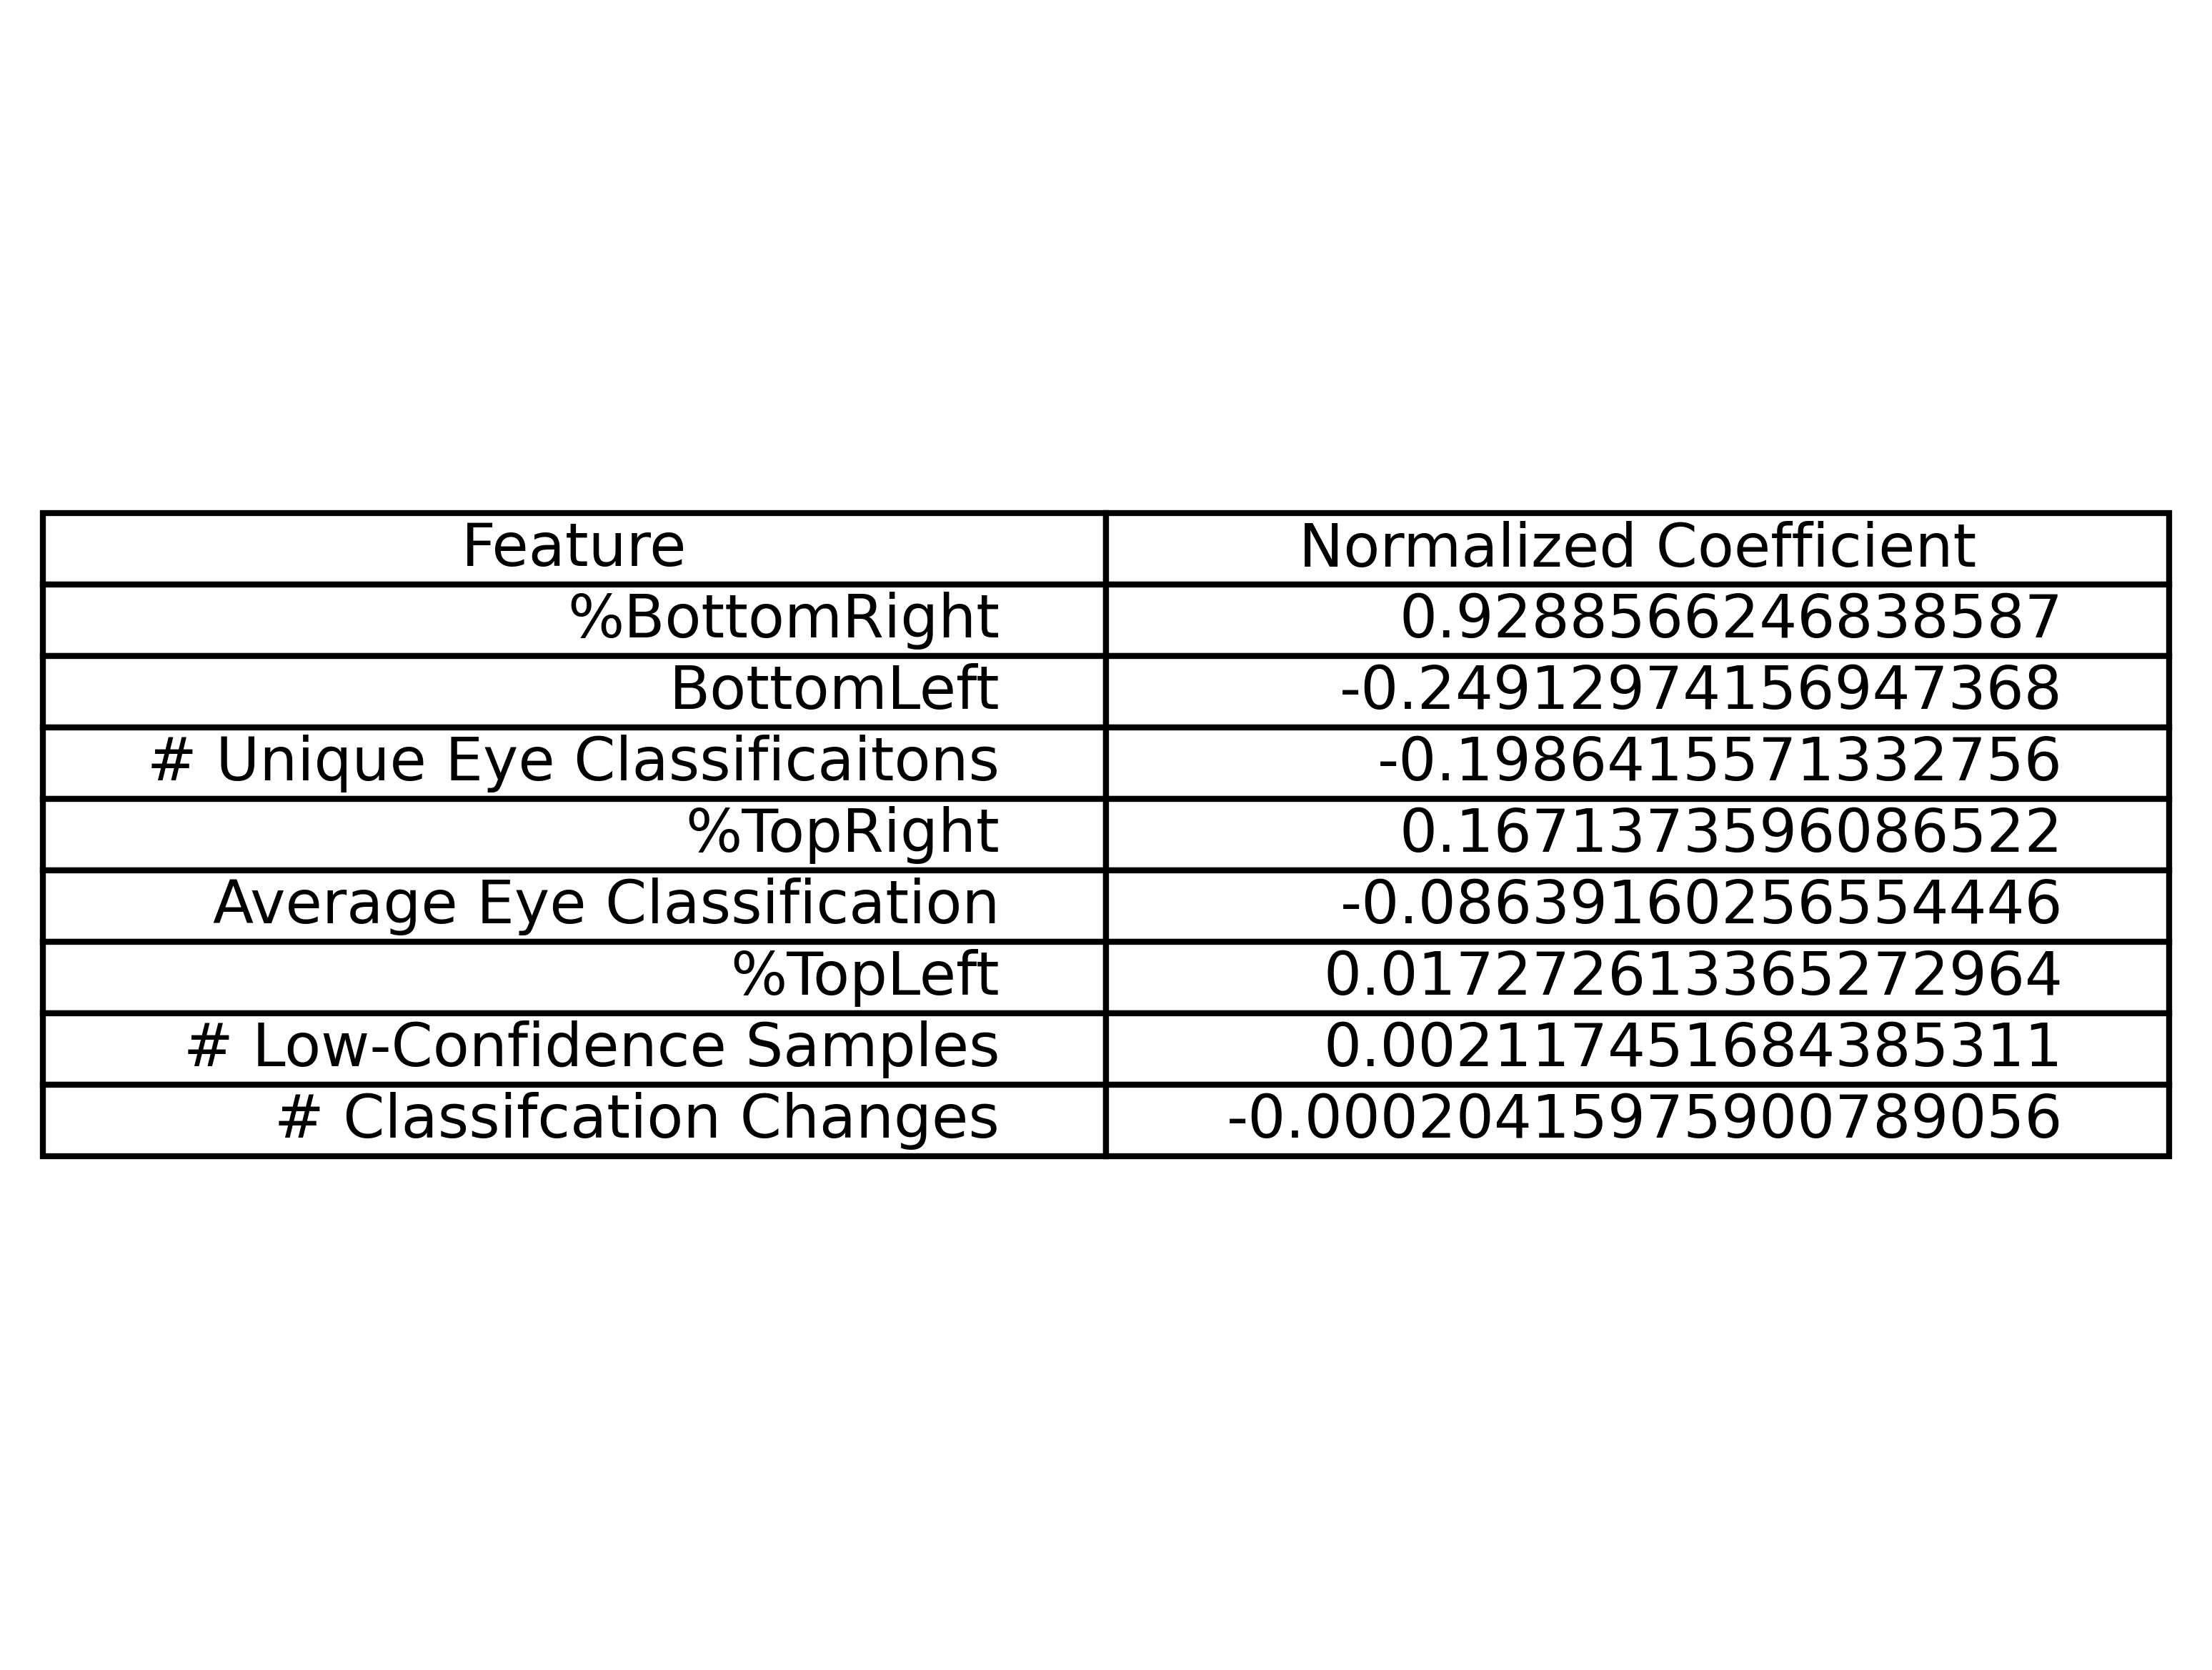 Feature Normalized Coefficient
%BottomRight 0.9288566246838587
BottomLeft -0.24912974156947368
# Unique Eye Classificaitons -0.1986415571332756
%TopRight 0.1671373596086522
Average Eye Classification -0.08639160256554446
%TopLeft 0.017272613365272964
# Low-Confidence Samples 0.002117451684385311
# Classifcation Changes -0.00020415975900789056